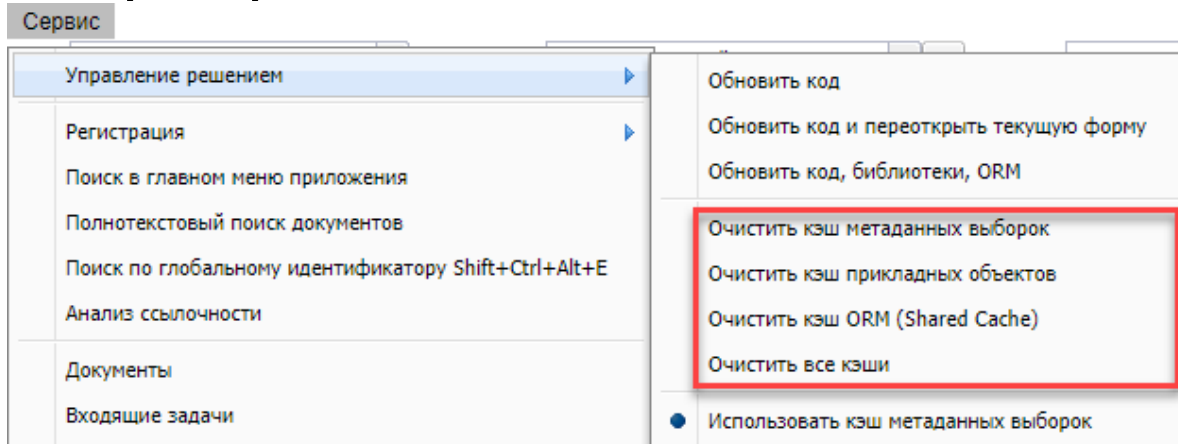 Сервис
Управление решением
Регистрация
Поиск в главном меню приложения
Полнотекстовый поиск документов
Поиск по глобальному идентификатору Shift+Ctrl+Alt+E
Анализ ссылочности
Документы
Входящие задачи
Обновить код
Обновить код и переоткрыть текущую форму
Обновить код, библиотеки, ORM
Очистить кэш метаданных выборок
Очистить кэш прикладных объектов
Очистить кэш ORM (Shared Cache)
Очистить все кэши
Использовать кэш метаданных выборок